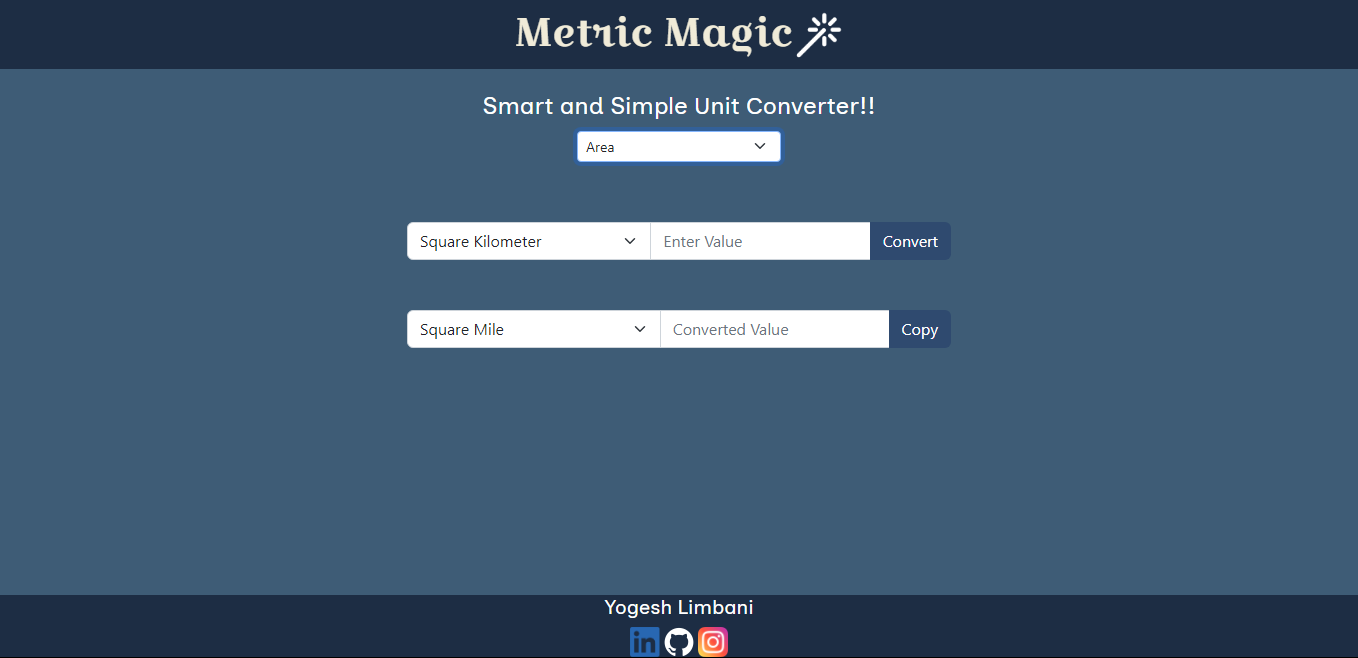 Metric Magic
Smart and Simple Unit Converter!!
Area
Square Kilometer Enter Value Convert
Square Mile Converted Value Copy
Yogesh Limbani
in